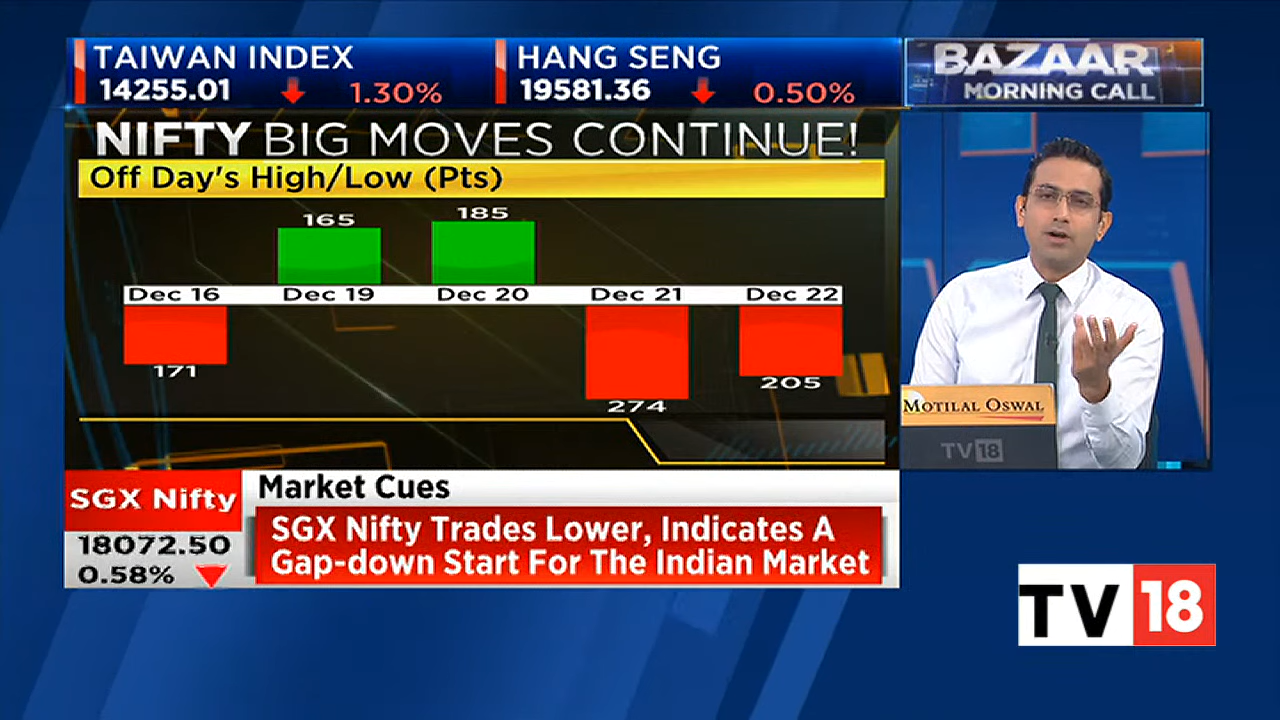 TAIWAN INDEX
14255.01 1.30%
HANG SENG
19581.36 0.50%
BAZAAR
MORNING CALL
NIFTY BIG MOVES CONTINUE!
Off Day's High/Low (Pts)
165 185
Dec 16 Dec 19 Dec 20 Dec 21 Dec 22
171 274 205
MOTILAL OSWAL
TV18
SGX Nifty
18072.50
0.58%
Market Cues
SGX Nifty Trades Lower, Indicates A
Gap-down Start For The Indian Market
TV18